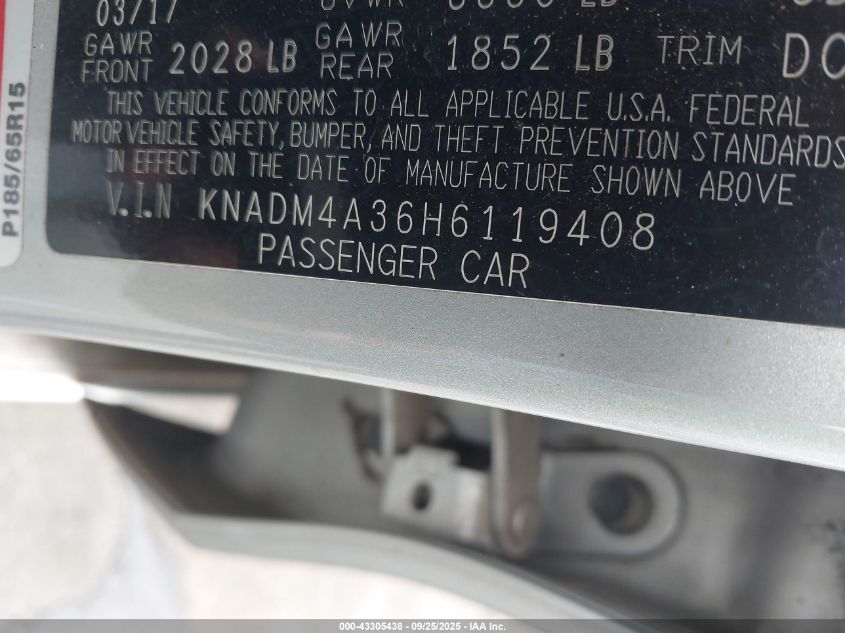 03/17
GAWR FRONT 2028 LB GAWR REAR 1852 LB TRIM DC
THIS VEHICLE CONFORMS TO ALL APPLICABLE U.S.A. FEDERAL
MOTOR VEHICLE SAFETY, BUMPER, AND THEFT PREVENTION STANDARDS
IN EFFECT ON THE DATE OF MANUFACTURE SHOWN ABOVE
V.I.N KNADM4A36H6119408
PASSENGER CAR
P185/65R15
000-43305438 - 09/25/2025 - IAA Inc.